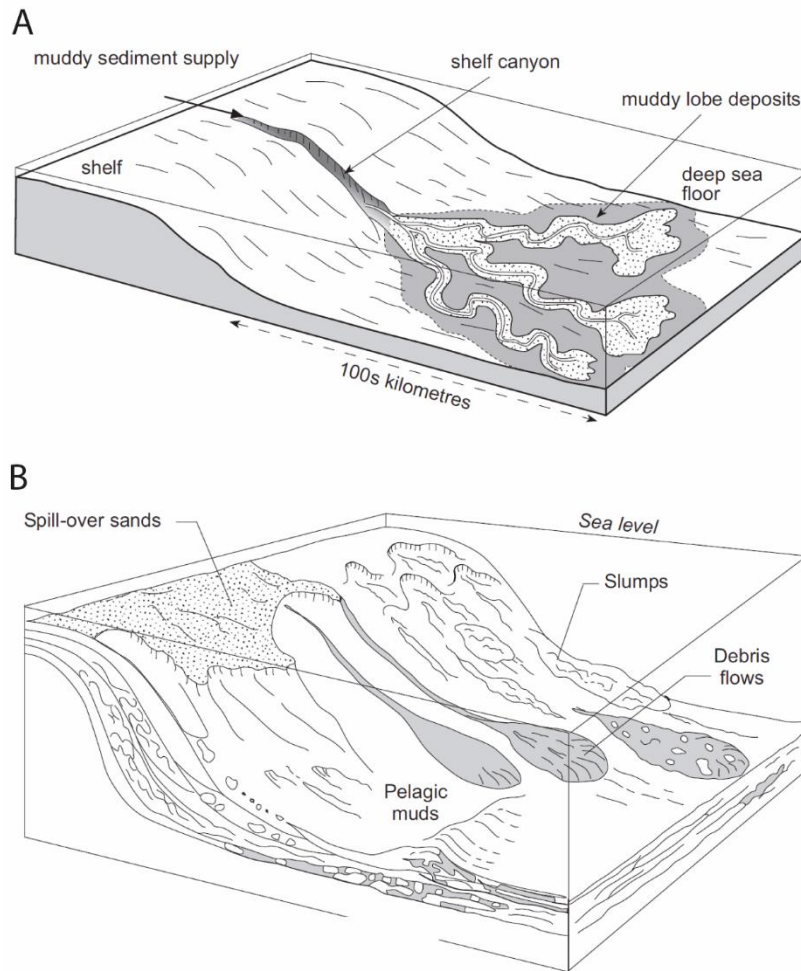 A
muddy sediment supply
shelf canyon
muddy lobe deposits
shelf
deep sea
floor
100s kilometres
B
Spill-over sands
Sea level
Slumps
Debris
flows
Pelagic
muds